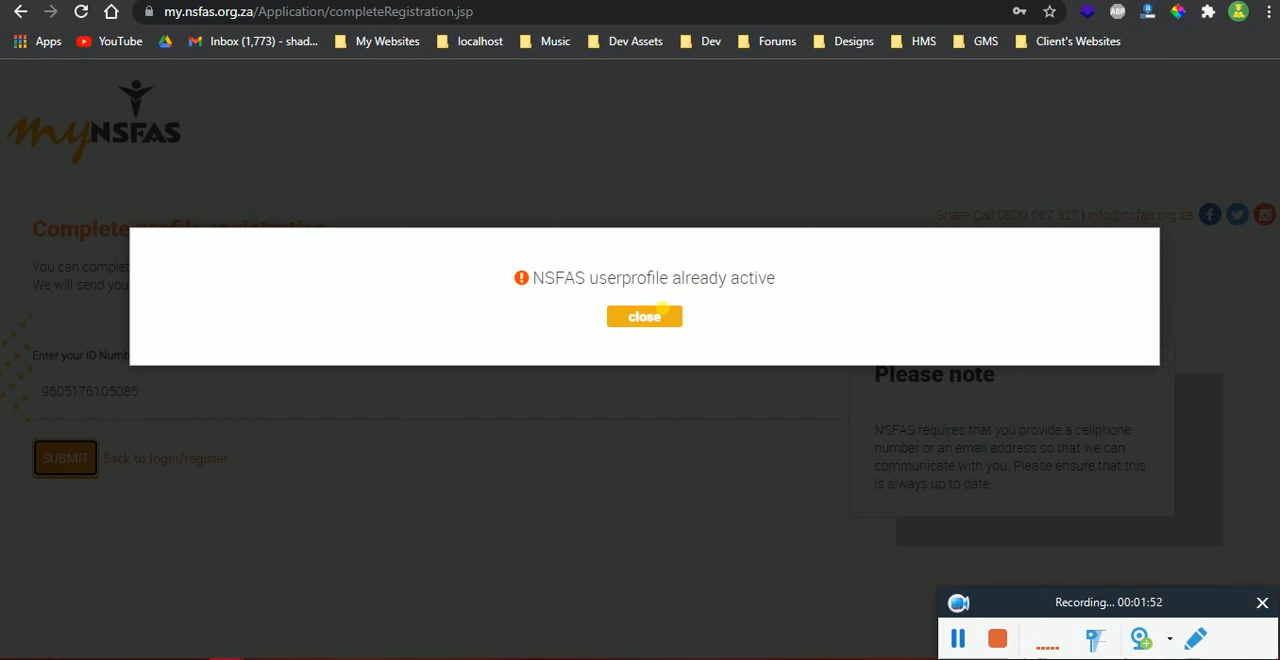 my.nsfas.org.za/Application/completeRegistration.jsp
Apps YouTube Inbox (1,773) - shad... My Websites localhost Music Dev Assets Dev Forums Designs HMS GMS Client's Websites
myNSFAS
Share Call 0800 067 327 | info@nsfas.org.za
Complete profile registration
You can complet
We will send you
NSFAS userprofile already active
close
Enter your ID Numb
9605176105085
SUBMIT Back to login/register
Please note
NSFAS requires that you provide a cellphone
number or an email address so that we can
communicate with you. Please ensure that this
is always up to date.
Recording... 00:01:52